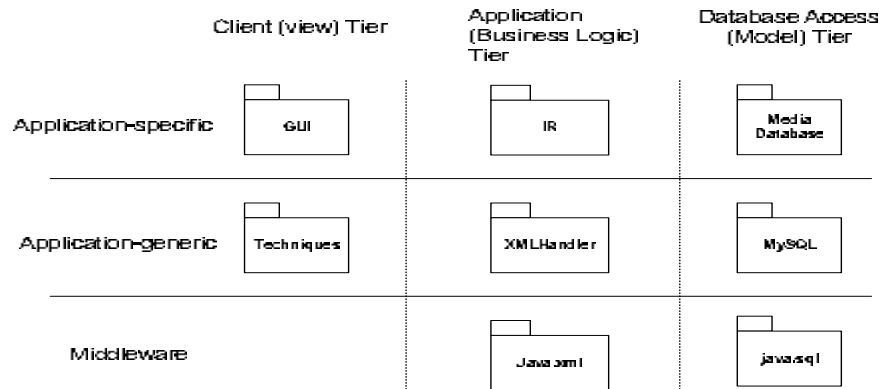 Client (view) Tier
Application
(Business Logic)
Tier
Database Access
(Model) Tier
Application-specific
GUI
IR
Media
Database
Application-generic
Techniques
XMLHandler
MySQL
Middleware
Java.xml
java.sql